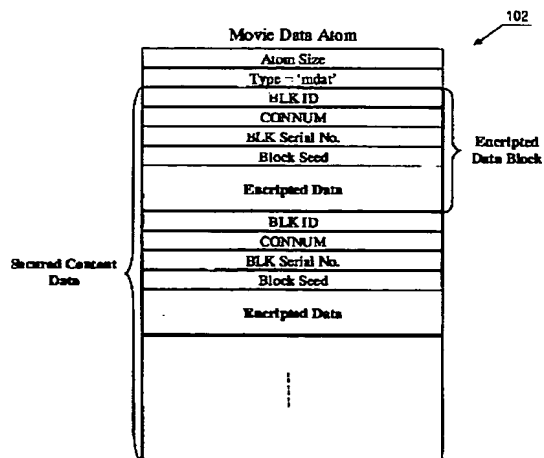 102
Movie Data Atom
Atom Size
Type = 'mdat'
BLK ID
CONNUM
BLK Serial No.
Block Seed
Encripted Data
Encripted
Data Block
BLK ID
CONNUM
BLK Serial No.
Block Seed
Encripted Data
Secured Content
Data